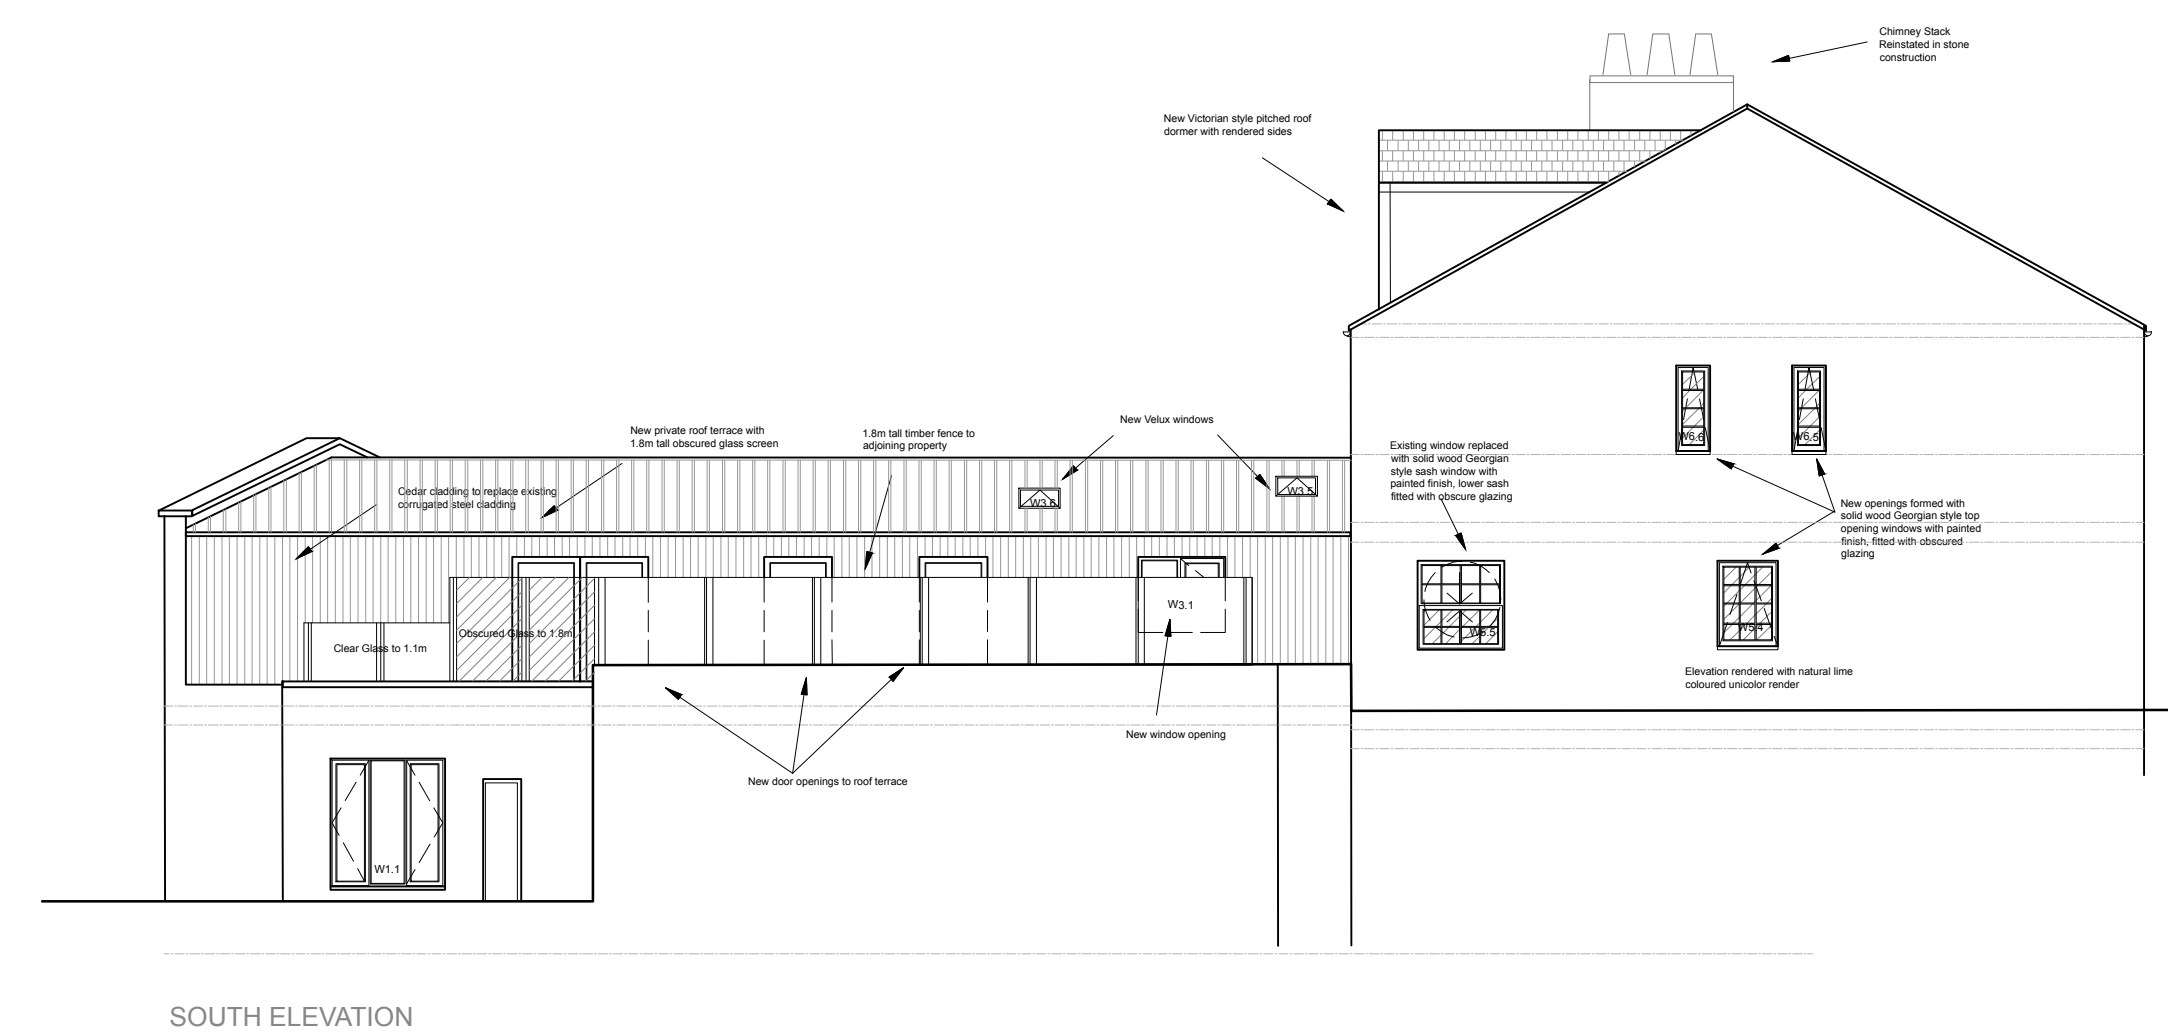 Chimney Stack
Reinstated in stone
construction
New Victorian style pitched roof
dormer with rendered sides
New private roof terrace with
1.8m tall obscured glass screen
1.8m tall timber fence to
adjoining property
New Velux windows
Cedar cladding to replace existing
corrugated steel cladding
W3.6
W3.5
Existing window replaced
with solid wood Georgian
style sash window with
painted finish, lower sash
fitted with obscure glazing
W6.6
W6.5
New openings formed with
solid wood Georgian style top
opening windows with painted
finish, fitted with obscured
glazing
Clear Glass to 1.1m
Obscured Glass to 1.8m
W3.1
W5.4
Elevation rendered with natural lime
coloured unicolor render
New window opening
New door openings to roof terrace
W1.1
SOUTH ELEVATION